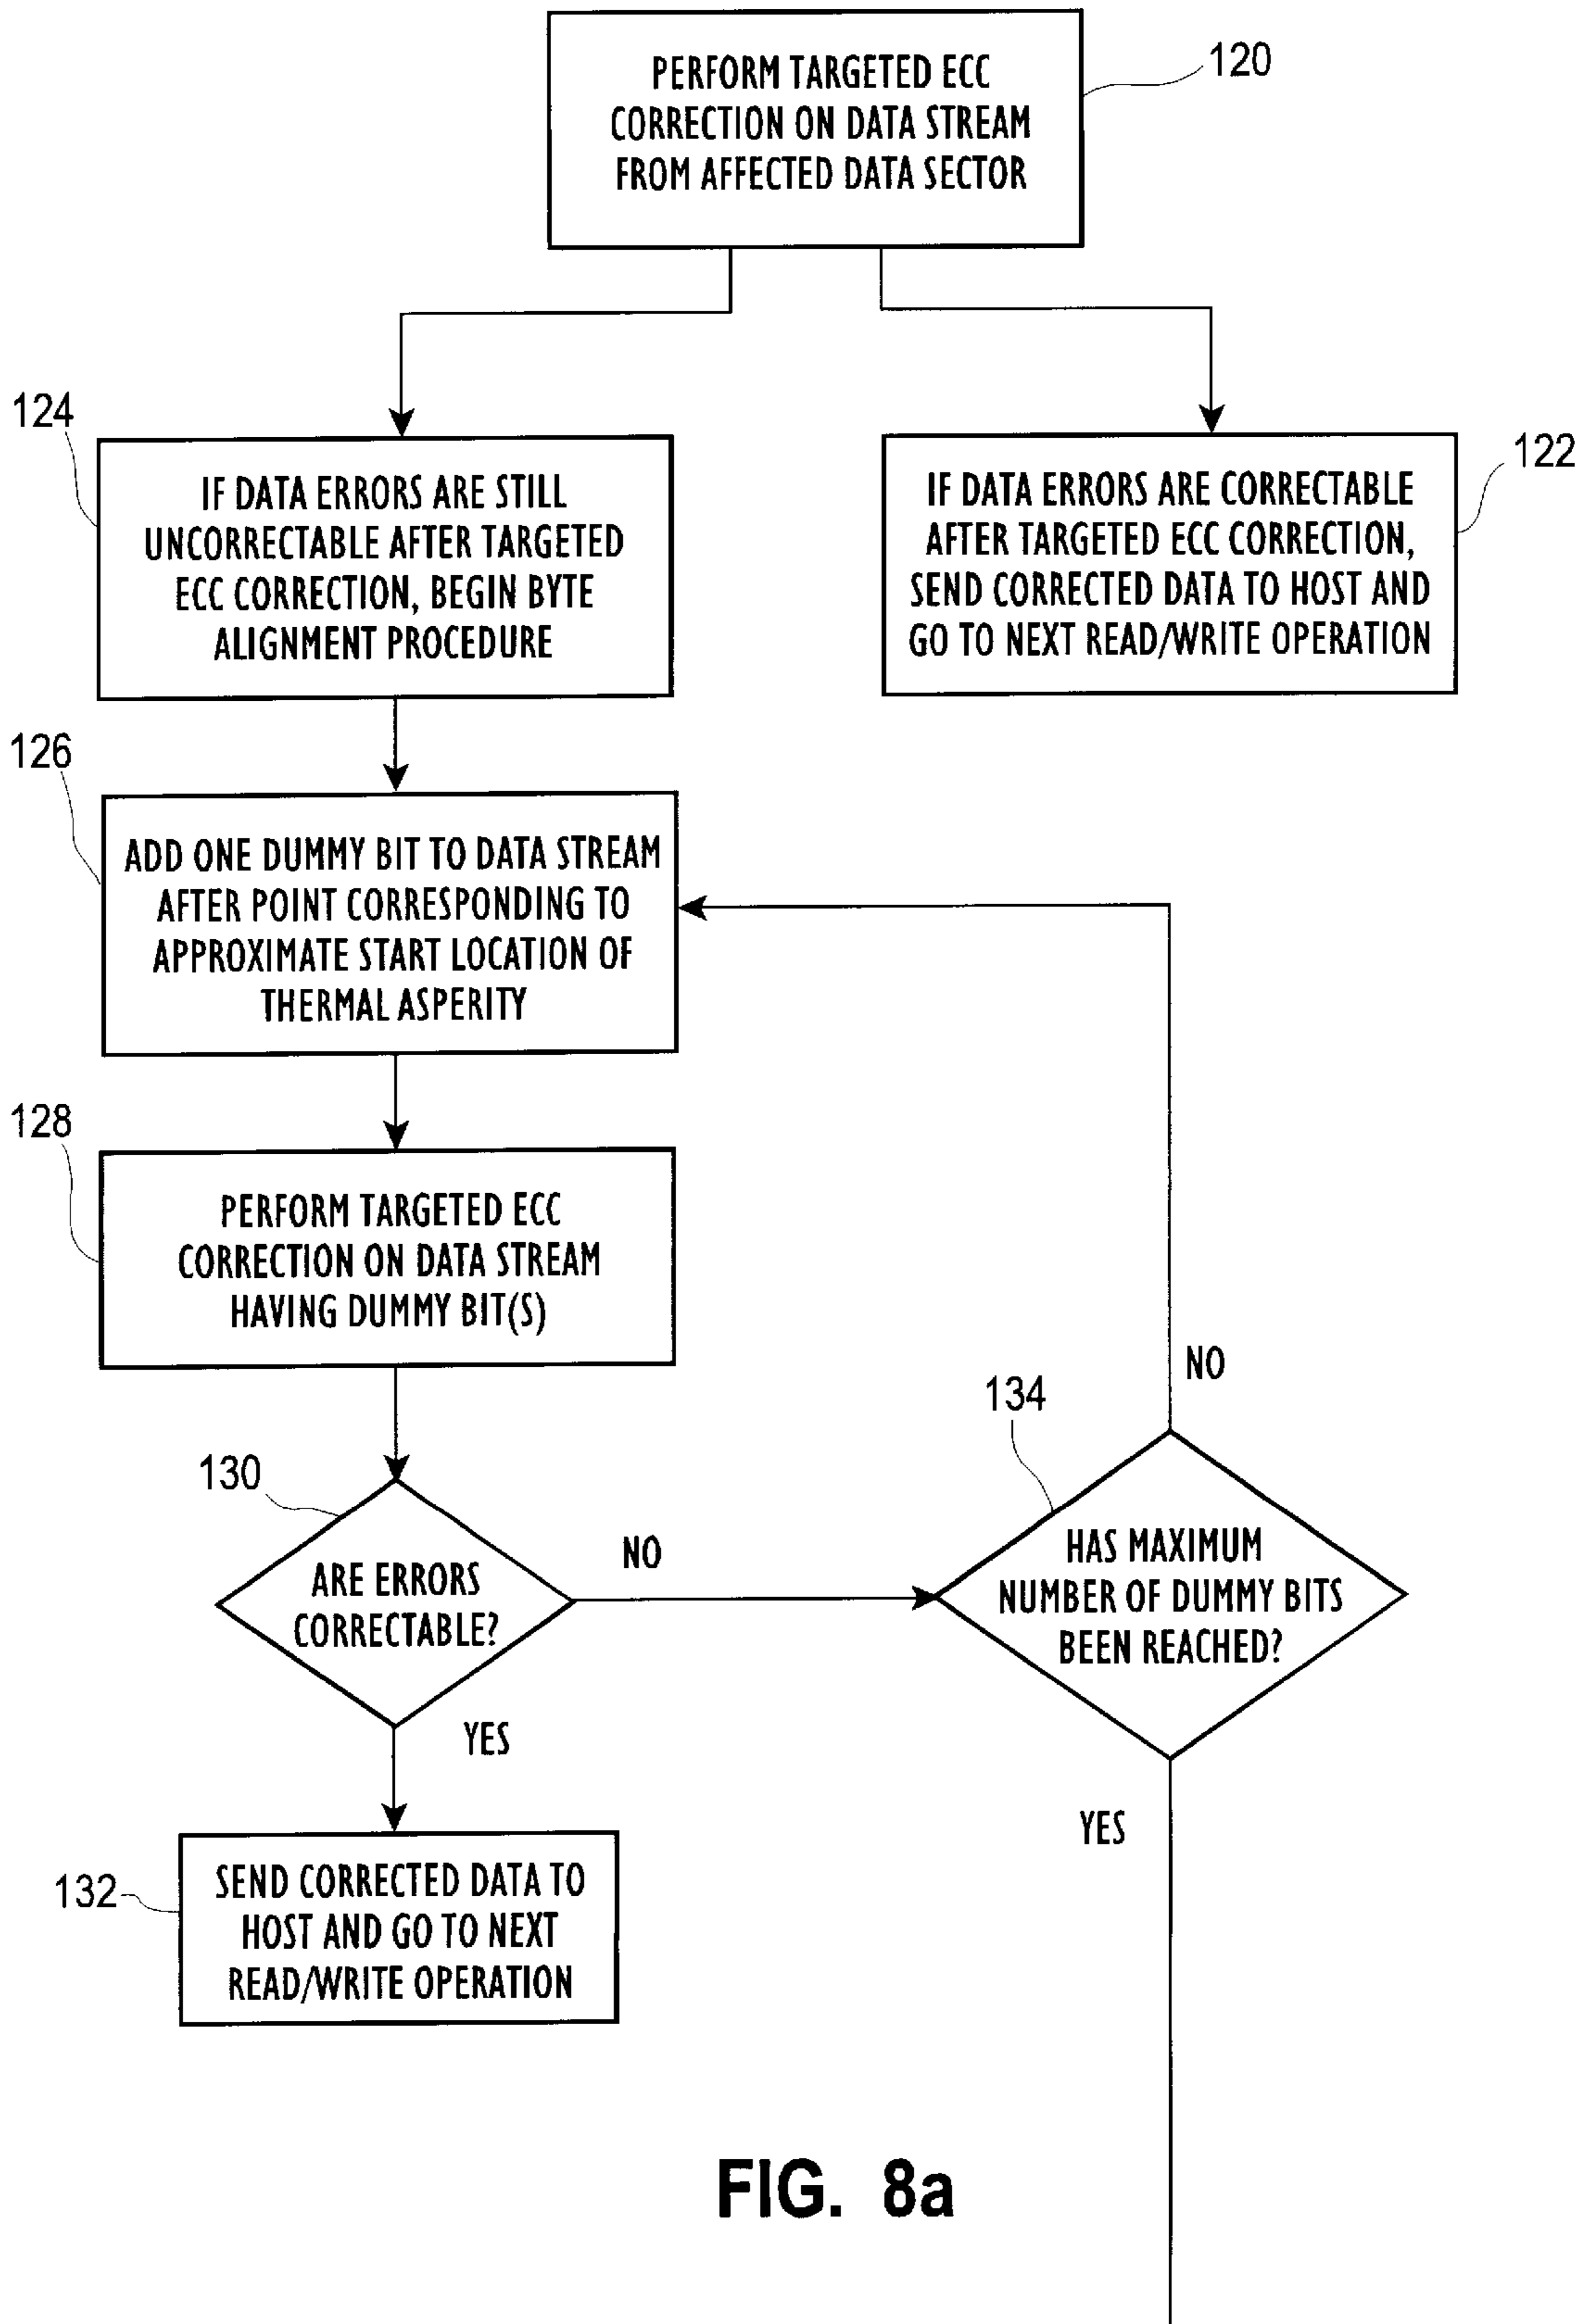 PERFORM TARGETED ECC
CORRECTION ON DATA STREAM
FROM AFFECTED DATA SECTOR
120
124
IF DATA ERRORS ARE STILL
UNCORRECTABLE AFTER TARGETED
ECC CORRECTION, BEGIN BYTE
ALIGNMENT PROCEDURE
IF DATA ERRORS ARE CORRECTABLE
AFTER TARGETED ECC CORRECTION,
SEND CORRECTED DATA TO HOST AND
GO TO NEXT READ/WRITE OPERATION
122
126
ADD ONE DUMMY BIT TO DATA STREAM
AFTER POINT CORRESPONDING TO
APPROXIMATE START LOCATION OF
THERMAL ASPERITY
128
PERFORM TARGETED ECC
CORRECTION ON DATA STREAM
HAVING DUMMY BIT(S)
130
ARE ERRORS
CORRECTABLE?
NO
YES
134
HAS MAXIMUM
NUMBER OF DUMMY BITS
BEEN REACHED?
NO
YES
132
SEND CORRECTED DATA TO
HOST AND GO TO NEXT
READ/WRITE OPERATION
FIG. 8a